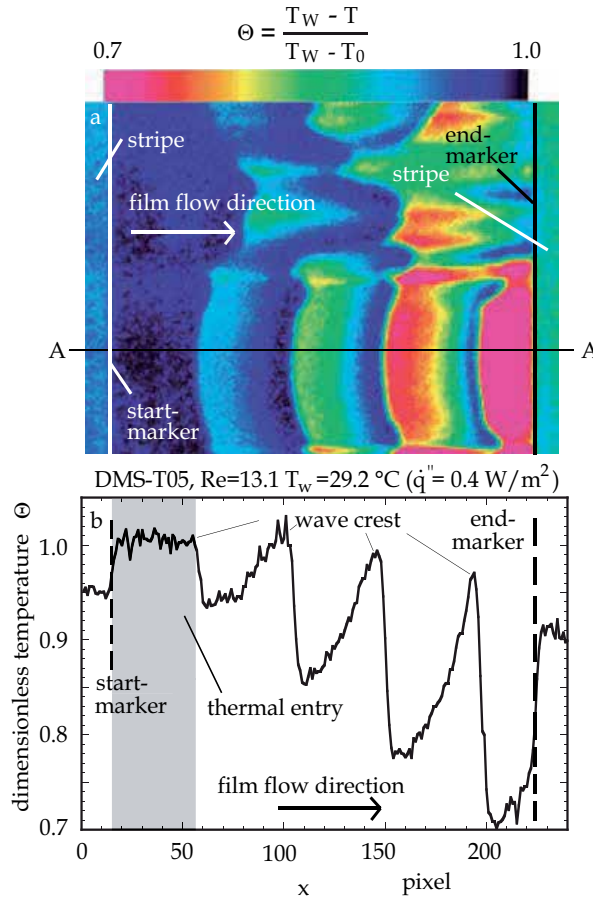 Θ = (T_W - T) / (T_W - T_0)
0.7
1.0
a
stripe
end-
marker
stripe
film flow
direction
A
A
start-
marker
DMS-T05, Re=13.1 T_w =29.2 °C (q̇"= 0.4 W/m²)
b
wave crest
end-
marker
1.0
0.9
0.8
0.7
dimensionless temperature Θ
start-
marker
thermal entry
film flow direction
0 50 100 150 200
x pixel